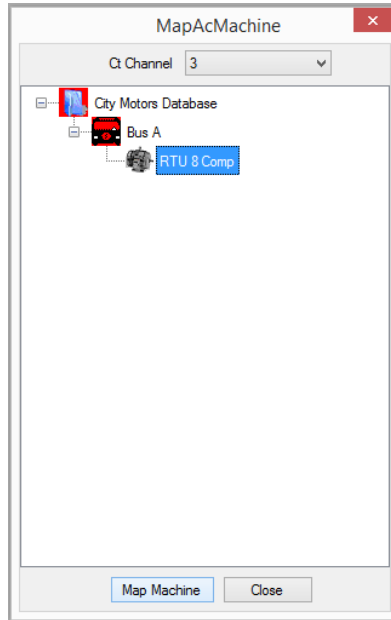 MapAcMachine
Ct Channel 3
City Motors Database
Bus A
RTU 8 Comp
Map Machine Close